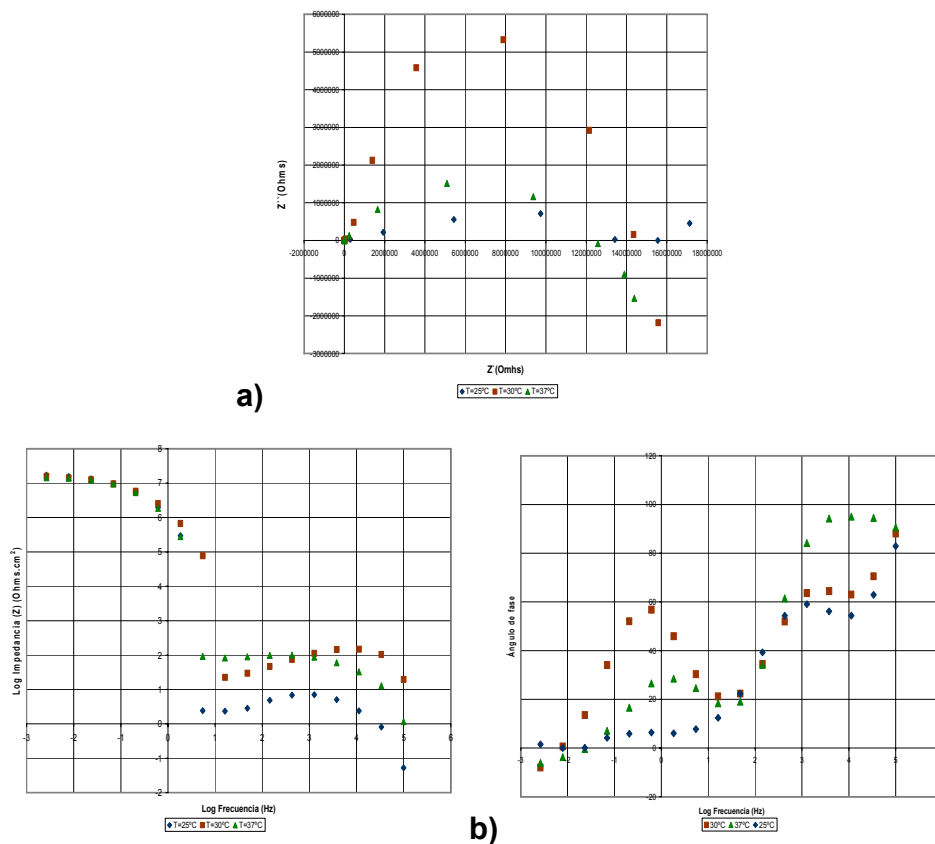 6000000
5000000
4000000
3000000
2000000
1000000
0
-1000000
-2000000
-3000000
-2000000 0 2000000 4000000 6000000 8000000 10000000 12000000 14000000 16000000 18000000
Z``(Ohms)
Z´(Omhs)
T=25ºC T=30ºC T=37ºC
a)
8
7
6
5
4
3
2
1
0
-1
-2
-3 -2 -1 0 1 2 3 4 5 6
Log Impedancia (Z) (Ohms.cm²)
Log Frecuencia (Hz)
T=25ºC T=30ºC T=37ºC
120
100
80
60
40
20
0
-20
-3 -2 -1 0 1 2 3 4 5
Ángulo de fase
Log Frecuencia (Hz)
30ºC 37ºC 25ºC
b)